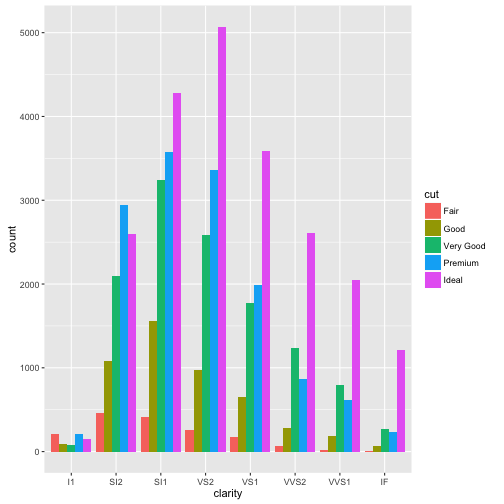 5000
4000
3000
2000
1000
0
count
I1 SI2 SI1 VS2 VS1 VVS2 VVS1 IF
clarity
cut
Fair
Good
Very Good
Premium
Ideal